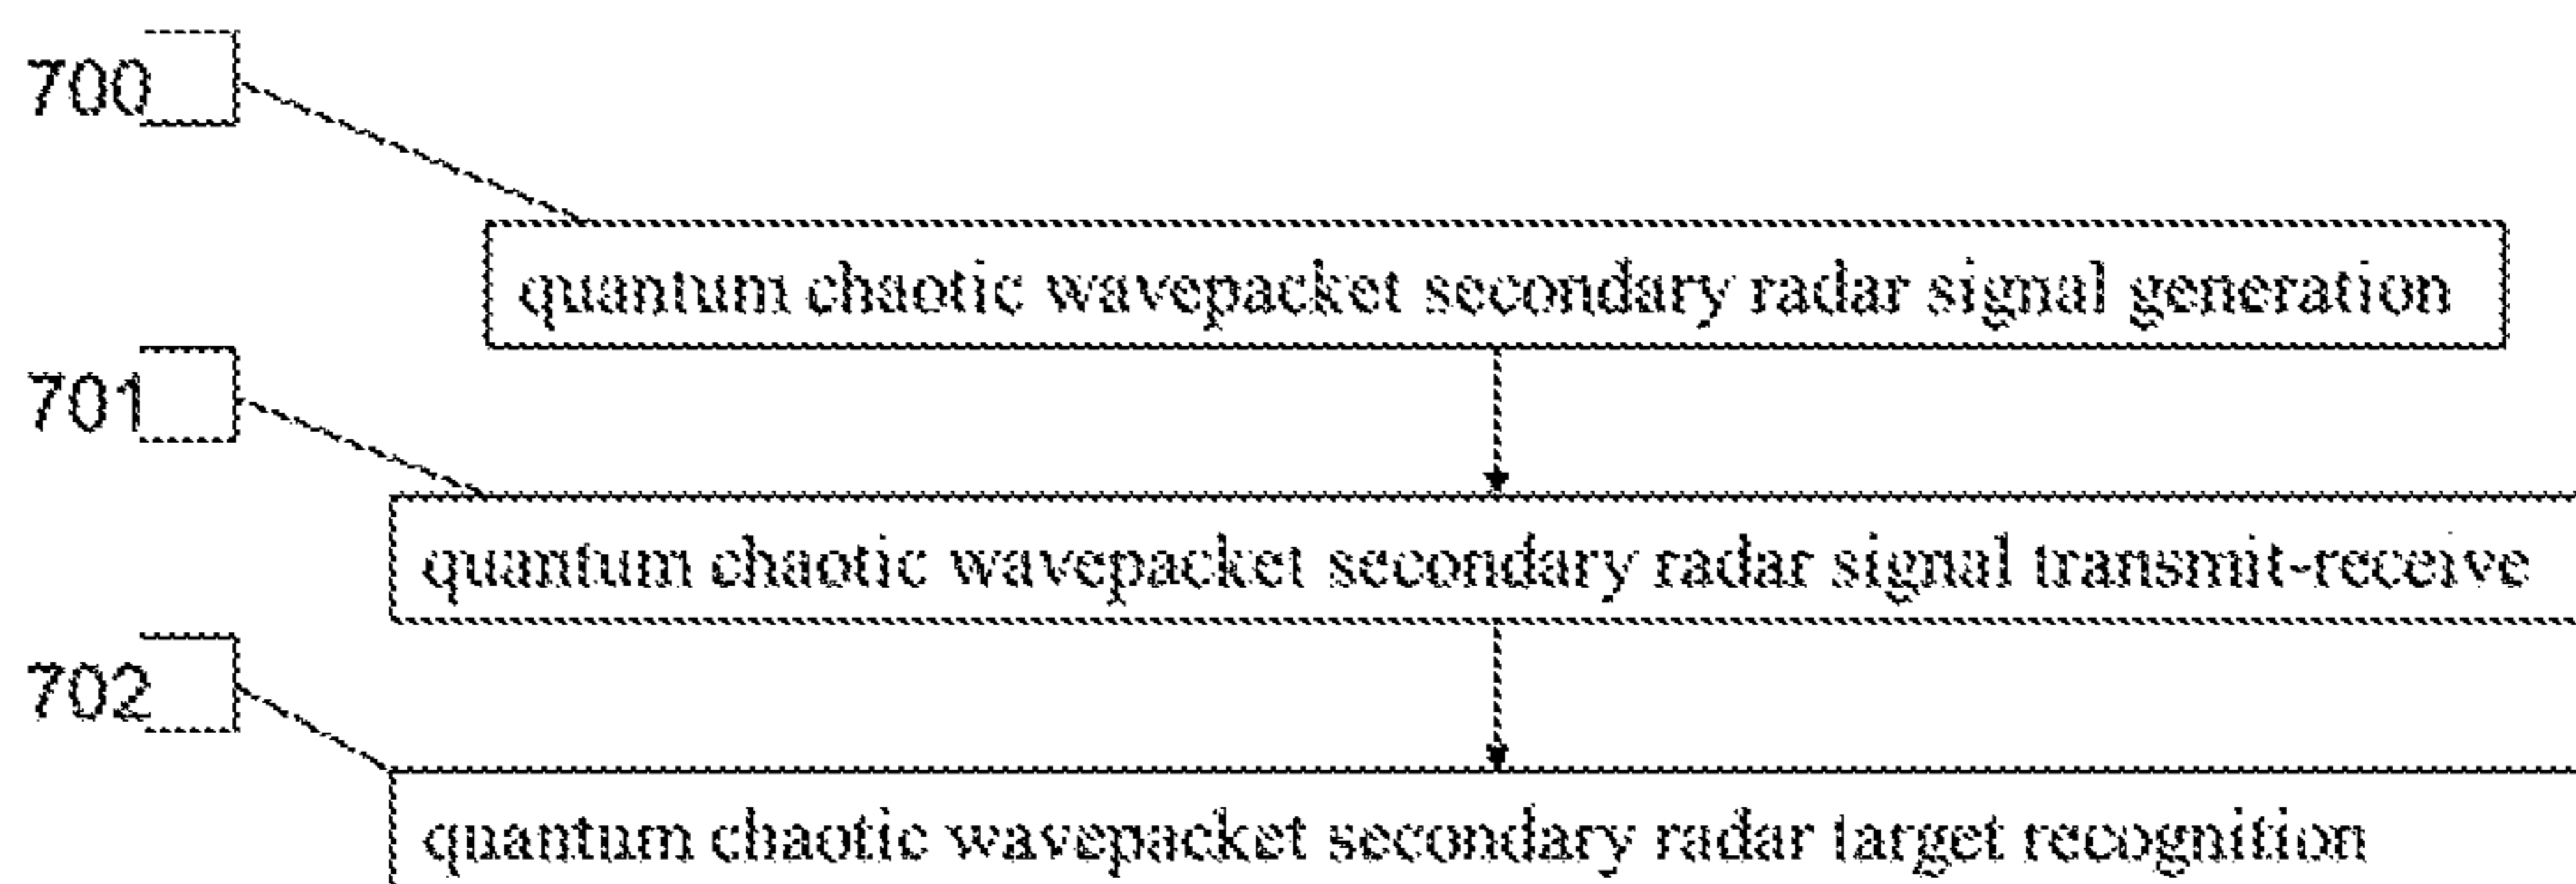 700
quantum chaotic wavepacket secondary radar signal generation
701
quantum chaotic wavepacket secondary radar signal transmit-receive
702
quantum chaotic wavepacket secondary radar target recognition